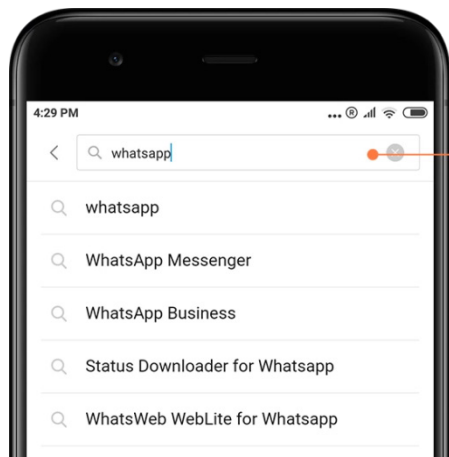 4:29 PM
whatsapp
whatsapp
WhatsApp Messenger
WhatsApp Business
Status Downloader for Whatsapp
WhatsWeb WebLite for Whatsapp